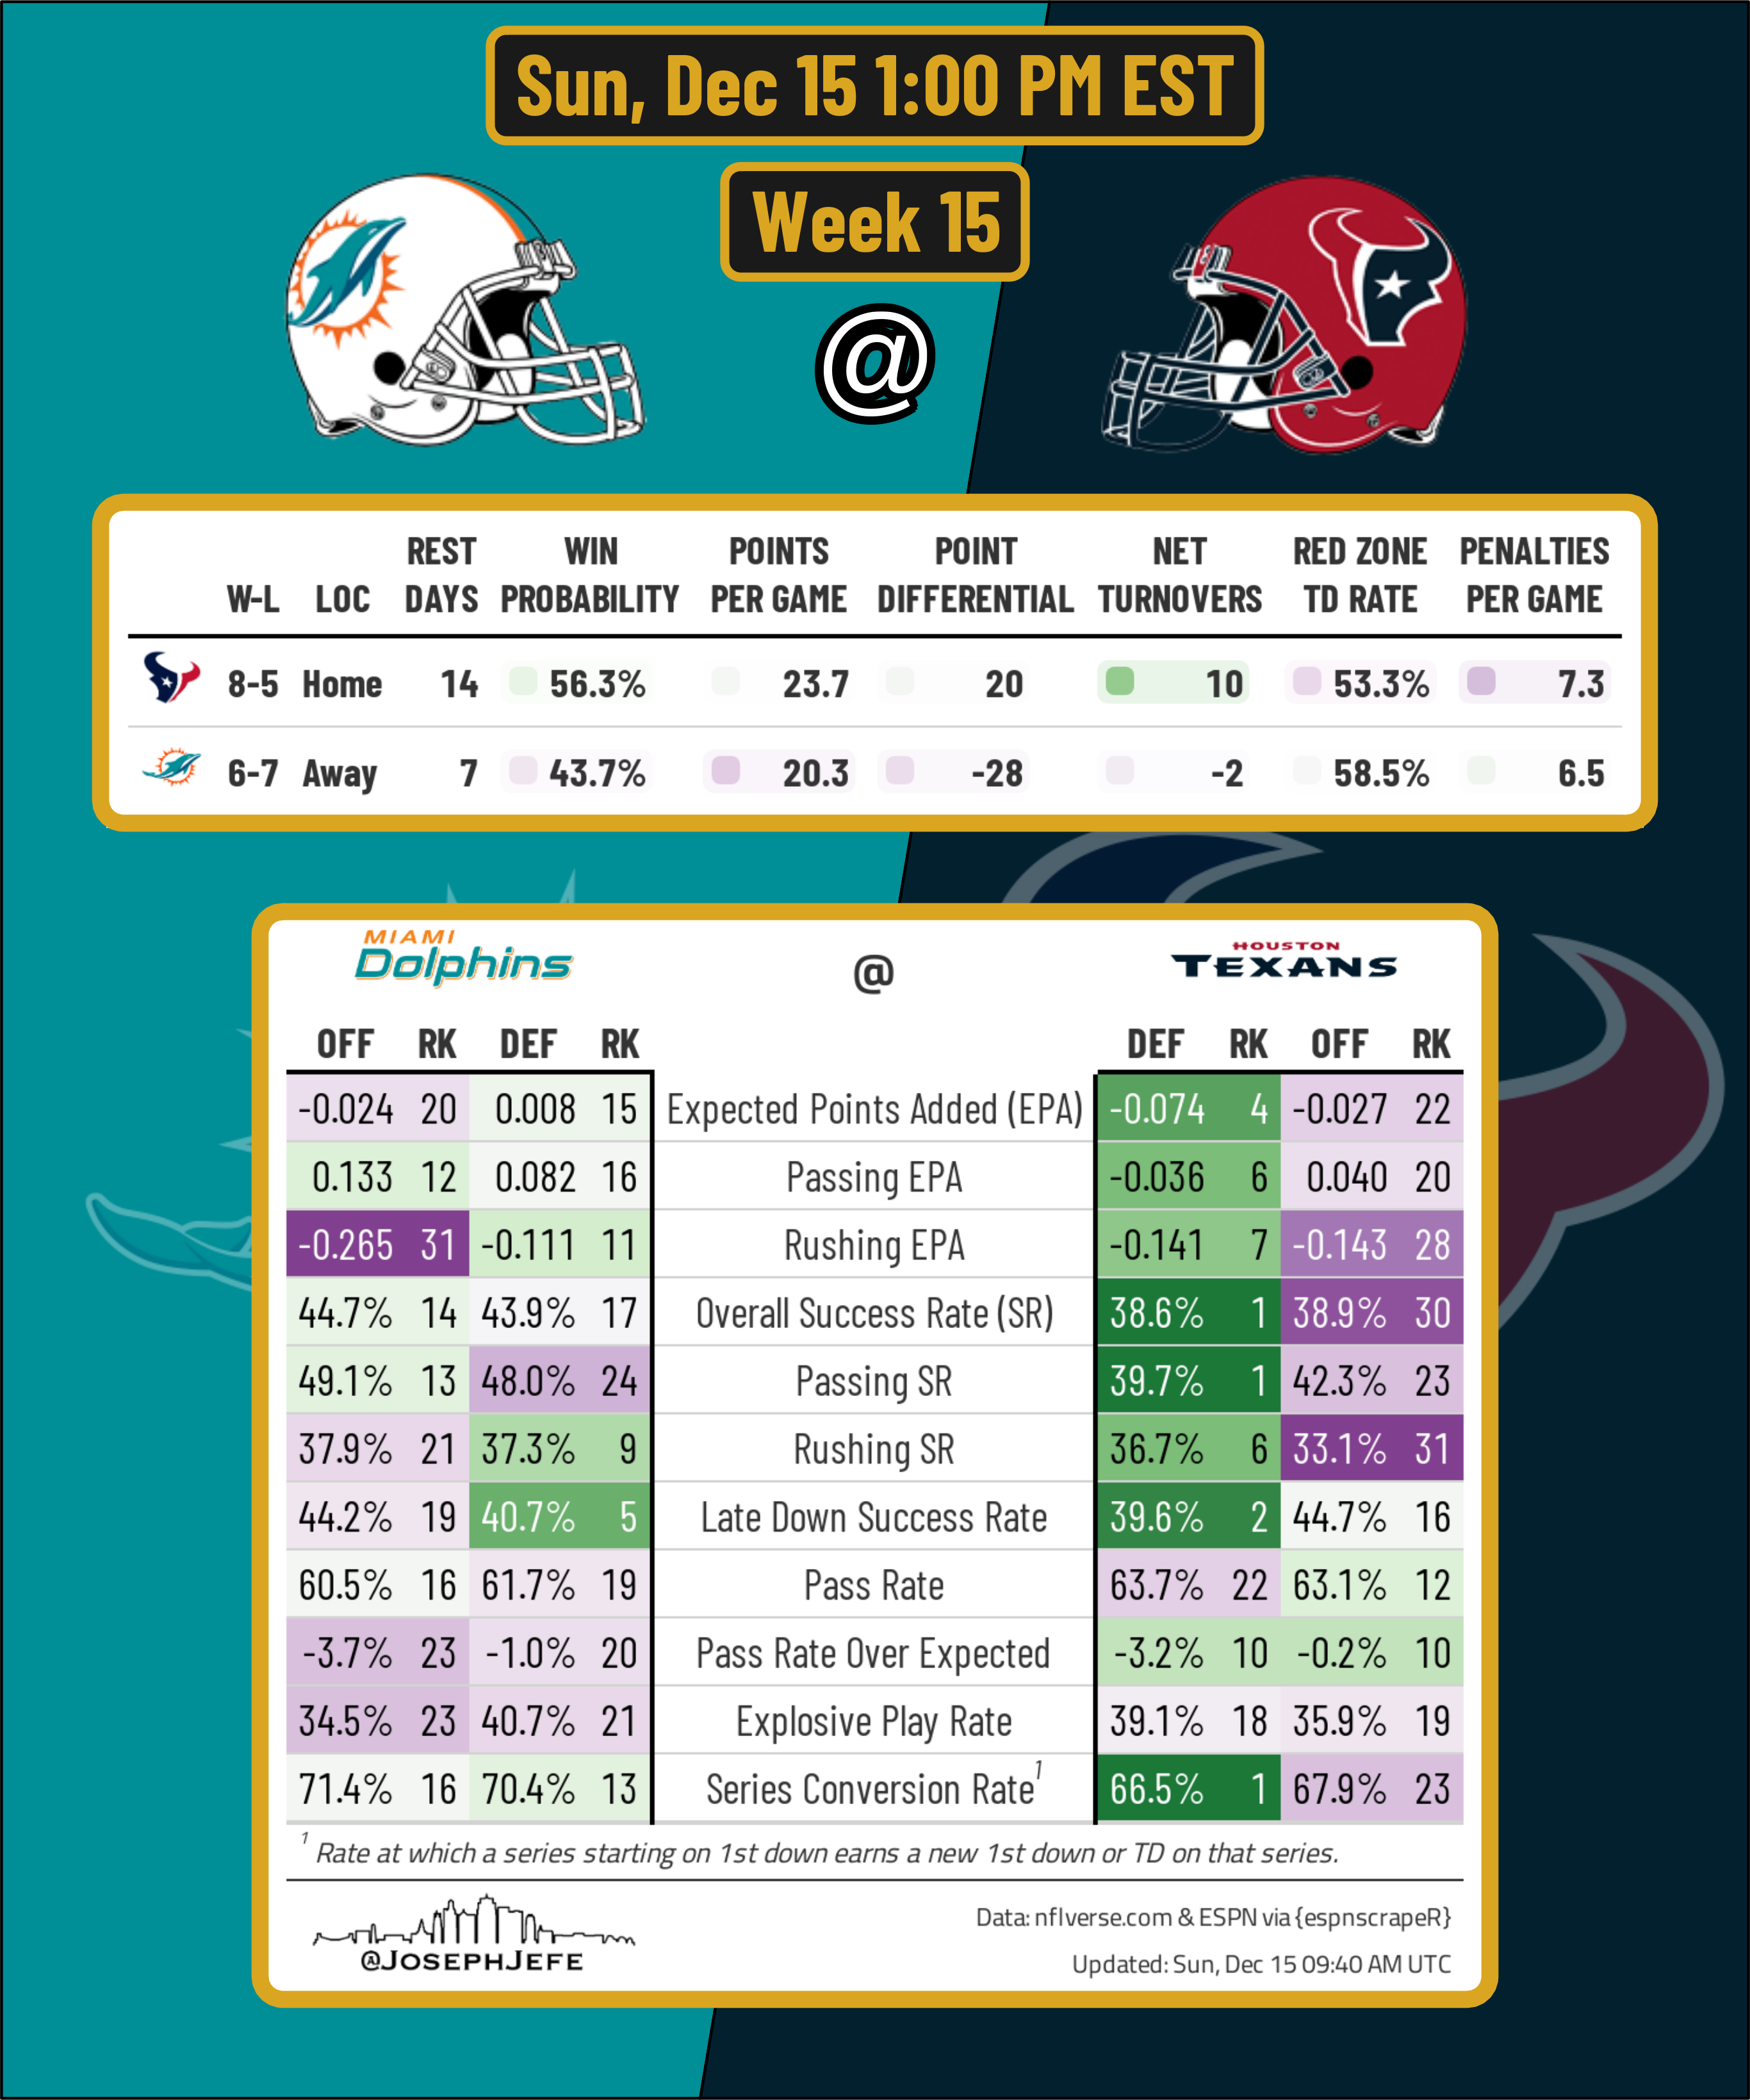 Sun, Dec 15 1:00 PM EST
Week 15
@
REST WIN POINTS POINT NET RED ZONE PENALTIES
W-L LOC DAYS PROBABILITY PER GAME DIFFERENTIAL TURNOVERS TD RATE PER GAME
8-5 Home 14 56.3% 23.7 20 10 53.3% 7.3
6-7 Away 7 43.7% 20.3 -28 -2 58.5% 6.5
MIAMI HOUSTON
Dolphins @ TEXANS
OFF RK DEF RK DEF RK OFF RK
-0.024 20 0.008 15 Expected Points Added (EPA) -0.074 4 -0.027 22
0.133 12 0.082 16 Passing EPA -0.036 6 0.040 20
-0.265 31 -0.111 11 Rushing EPA -0.141 7 -0.143 28
44.7% 14 43.9% 17 Overall Success Rate (SR) 38.6% 1 38.9% 30
49.1% 13 48.0% 24 Passing SR 39.7% 1 42.3% 23
37.9% 21 37.3% 9 Rushing SR 36.7% 6 33.1% 31
44.2% 19 40.7% 5 Late Down Success Rate 39.6% 2 44.7% 16
60.5% 16 61.7% 19 Pass Rate 63.7% 22 63.1% 12
-3.7% 23 -1.0% 20 Pass Rate Over Expected -3.2% 10 -0.2% 10
34.5% 23 40.7% 21 Explosive Play Rate 39.1% 18 35.9% 19
71.4% 16 70.4% 13 Series Conversion Rate¹ 66.5% 1 67.9% 23
¹ Rate at which a series starting on 1st down earns a new 1st down or TD on that series.
@JOSEPHJEFE
Data: nflverse.com & ESPN via {espnscrapeR}
Updated: Sun, Dec 15 09:40 AM UTC